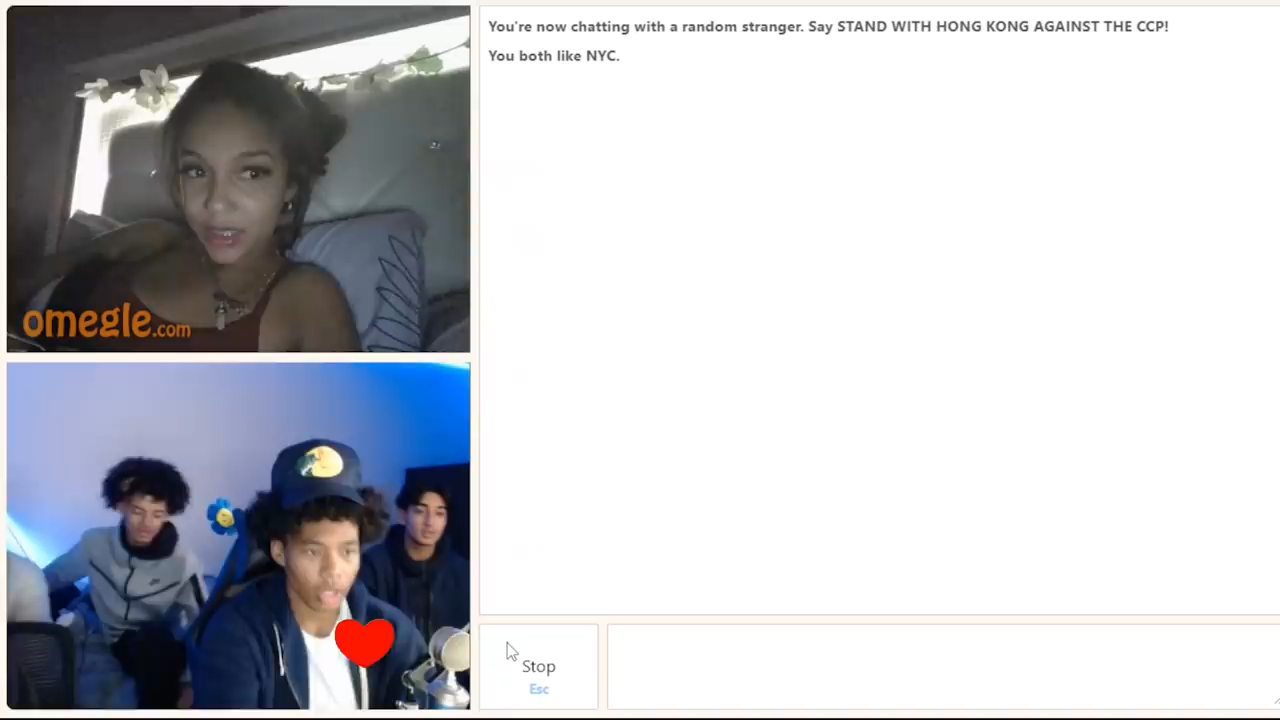 You're now chatting with a random stranger. Say STAND WITH HONG KONG AGAINST THE CCP!
You both like NYC.
omegle.com
Stop
Esc